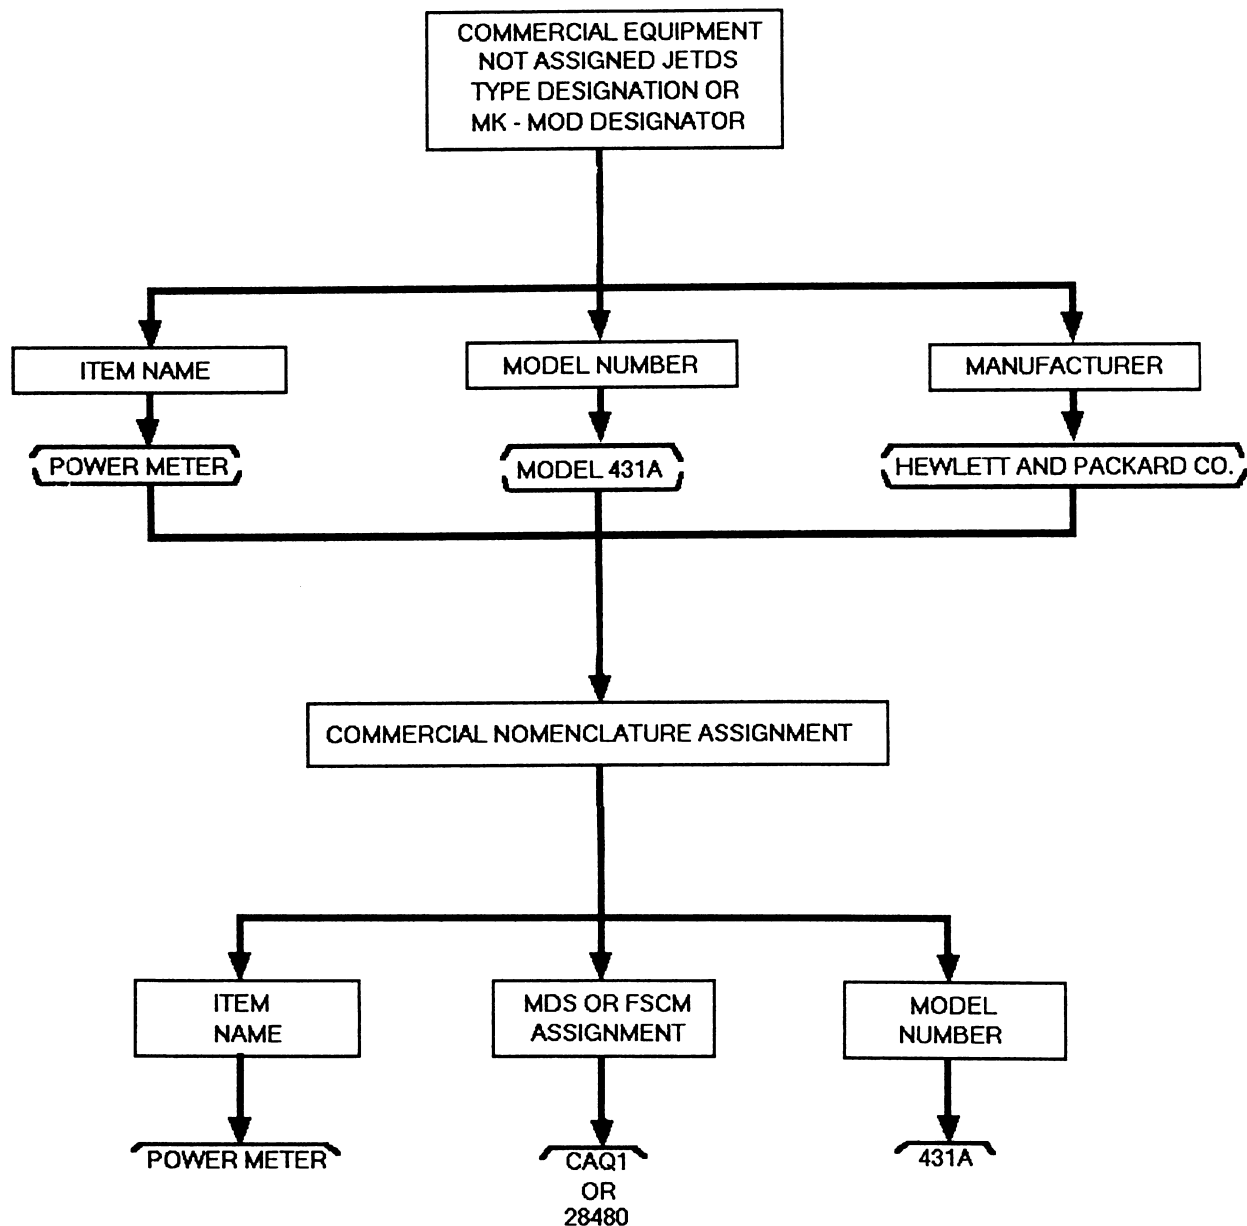 COMMERCIAL EQUIPMENT
NOT ASSIGNED JETDS
TYPE DESIGNATION OR
MK - MOD DESIGNATOR
ITEM NAME
MODEL NUMBER
MANUFACTURER
POWER METER
MODEL 431A
HEWLETT AND PACKARD CO.
COMMERCIAL NOMENCLATURE ASSIGNMENT
ITEM
NAME
MDS OR FSCM
ASSIGNMENT
MODEL
NUMBER
POWER METER
CAQ1
OR
28480
431A